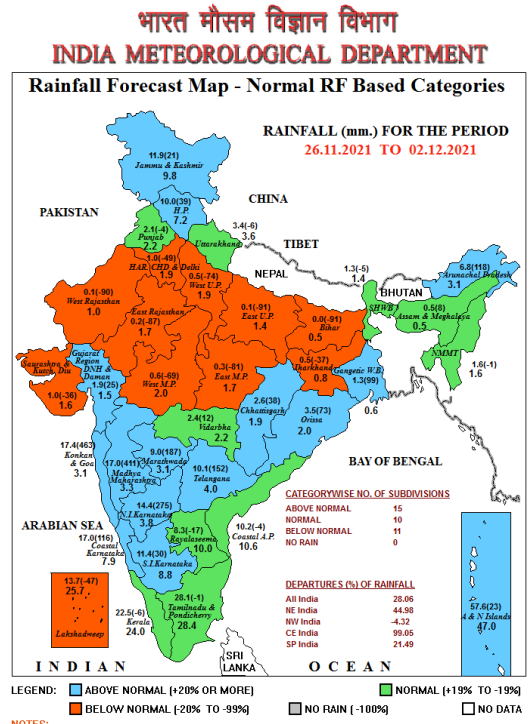 भारत मौसम विज्ञान विभाग
INDIA METEOROLOGICAL DEPARTMENT
Rainfall Forecast Map - Normal RF Based Categories
RAINFALL (mm.) FOR THE PERIOD
26.11.2021 TO 02.12.2021
11.9(21)
Jammu & Kashmir
9.8
10.0(39)
H.P.
7.2
CHINA
PAKISTAN
2.1(-4)
Punjab
2.2
Uttarakhand
3.4(-6)
3.6
TIBET
1.0(-49)
HAR. CHD & Delhi
1.9
0.5(-74)
West U.P.
1.9
NEPAL
1.3(-5)
1.4
BHUTAN
6.8(118)
Arunachal Pradesh
3.1
0.1(-90)
West Rajasthan
1.0
East Rajasthan
0.2(-87)
1.7
0.1(-91)
East U.P.
1.4
0.0(-91)
Bihar
0.5
SHWB
0.5(8)
Assam & Meghalaya
0.5
NMMT
1.6(-1)
1.6
Saurashtra &
Kutch, Diu
1.0(-36)
1.6
Gujarat
Region
DNH &
Daman
1.9(25)
1.5
0.6(-69)
West M.P.
2.0
0.3(-81)
East M.P.
1.7
0.5(-37)
Jharkhand
0.8
Gangetic W.B.
1.3(99)
0.6
2.6(38)
Chhattisgarh
1.9
3.5(73)
Orissa
2.0
2.4(12)
Vidarbha
2.2
17.4(463)
Konkan
& Goa
3.1
17.0(411)
Madhya
Maharashtra
3.3
9.0(187)
Marathwada
3.1
10.1(152)
Telangana
4.0
BAY OF BENGAL
14.4(275)
N.I.Karnataka
3.8
ARABIAN SEA
17.0(116)
Coastal
Karnataka
7.9
8.3(-17)
Rayalaseema
10.0
10.2(-4)
Coastal A.P.
10.6
11.4(30)
S.I.Karnataka
8.8
CATEGORYWISE NO. OF SUBDIVISIONS
ABOVE NORMAL 15
NORMAL 10
BELOW NORMAL 11
NO RAIN 0
13.7(-47)
25.7
Lakshadweep
22.5(-6)
Kerala
24.0
28.1(-1)
Tamilnadu &
Pondicherry
28.4
DEPARTURES (%) OF RAINFALL
All India 28.06
NE India 44.98
NW India -4.32
CE India 99.05
SP India 21.49
57.6(23)
A & N Islands
47.0
SRI
LANKA
INDIAN OCEAN
LEGEND: ABOVE NORMAL (+20% OR MORE) NORMAL (+19% TO -19%)
BELOW NORMAL (-20% TO -99%) NO RAIN (-100%) NO DATA
NOTES: